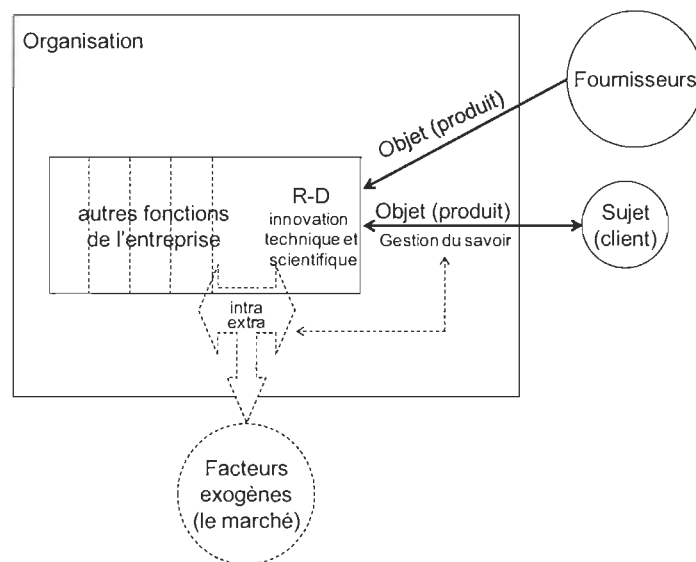 Organisation
Fournisseurs
Objet (produit)
R-D
innovation
technique et
scientifique
autres fonctions
de l'entreprise
Objet (produit)
Gestion du savoir
Sujet
(client)
intra
extra
Facteurs
exogènes
(le marché)